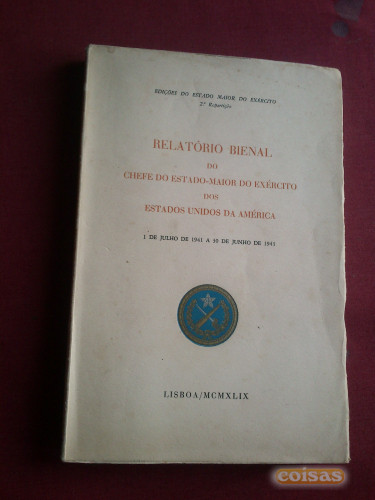 EDIÇÕES DO ESTADO MAIOR DO EXÉRCITO
2.ª Repartição
RELATÓRIO BIENAL
DO
CHEFE DO ESTADO-MAIOR DO EXÉRCITO
DOS
ESTADOS UNIDOS DA AMÉRICA
1 DE JULHO DE 1941 A 30 DE JUNHO DE 1943
LISBOA/MCMXLIX
coisas